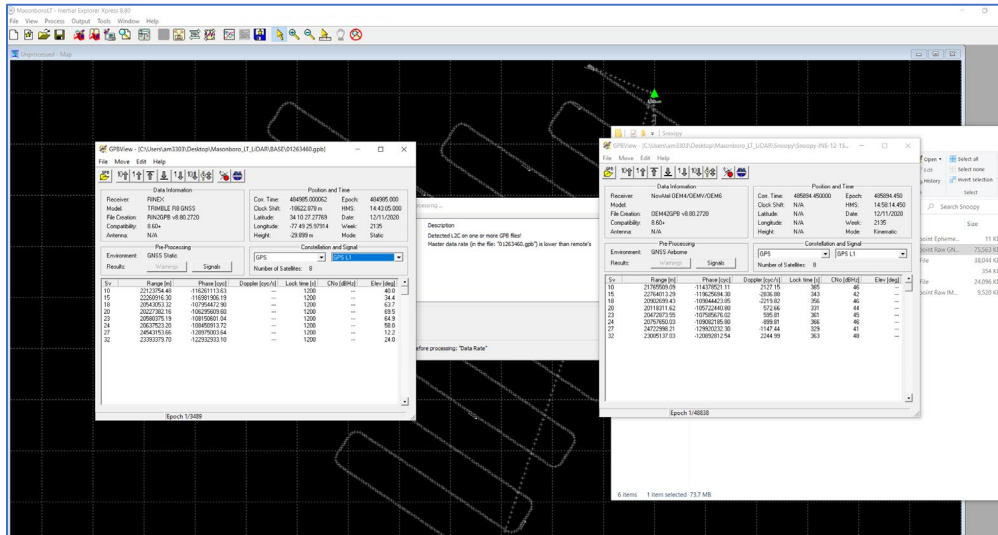 MasonboroLT - Inertial Explorer Xpress 8.80
File View Process Output Tools Window Help
Unprocessed - Map
GPBView - [C:\Users\am3303\Desktop\Masonboro_LT_LiDAR\BASE\01263460.gpb]
File Move Edit Help
Data Information
Receiver: RINEX
Model: TRIMBLE R8 GNSS
File Creation: RIN2GPB v8.80.2720
Compatibility: 8.60+
Antenna: N/A
Position and Time
Corr. Time: 484985.000062 Epoch: 484985.000
Clock Shift: -18622.878 m HMS: 14:43:05.000
Latitude: 34 10 27.27769 Date: 12/11/2020
Longitude: -77 49 25.97914 Week: 2135
Height: -29.899 m Mode: Static
Pre-Processing
Environment: GNSS Static
Results: Warnings Signals
Constellation and Signal
GPS GPS L1
Number of Satellites: 8
Sv Range [m] Phase [cyc] Doppler [cyc/s] Lock time [s] CNo [dBHz] Elev [deg]
10 22123754.48 -116261113.63 --- 1200 --- 40.0
15 22260916.30 -116981906.19 --- 1200 --- 34.4
18 20543053.32 -107954472.90 --- 1200 --- 63.7
20 20227382.16 -106295609.60 --- 1200 --- 69.5
23 20580375.19 -108150601.04 --- 1200 --- 64.9
24 20637523.20 -108450913.72 --- 1200 --- 58.0
27 24543153.66 -128975003.64 --- 1200 --- 12.2
32 23393379.70 -122932933.10 --- 1200 --- 24.0
Epoch 1/3489
Description
Detected L2C on one or more GPB files!
Master data rate (in the file: "01263460.gpb") is lower than remote's
before processing: "Data Rate"
Snoopy
GPBView - [C:\Users\am3303\Desktop\Masonboro_LT_LiDAR\Snoopy\Snoopy-INS-12-15...
File Move Edit Help
Data Information
Receiver: NovAtel OEM4/OEMV/OEM6
Model:
File Creation: OEM42GPB v8.80.2720
Compatibility: 8.60+
Antenna: N/A
Position and Time
Corr. Time: 485894.450000 Epoch: 485894.450
Clock Shift: N/A HMS: 14:58:14.450
Latitude: N/A Date: 12/11/2020
Longitude: N/A Week: 2135
Height: N/A Mode: Kinematic
Pre-Processing
Environment: GNSS Airborne
Results: Warnings Signals
Constellation and Signal
GPS GPS L1
Number of Satellites: 8
Sv Range [m] Phase [cyc] Doppler [cyc/s] Lock time [s] CNo [dBHz] Elev [deg]
10 21765509.09 -114378521.11 2127.15 365 46 ---
15 22764013.29 -119625694.30 -2836.88 343 42 ---
18 20902699.43 -109844423.85 -2219.82 356 46 ---
20 20118311.62 -105722440.80 572.66 331 44 ---
23 20472873.55 -107585676.02 595.81 361 45 ---
24 20757650.03 -109082185.80 -899.81 366 46 ---
27 24722998.21 -129920232.30 -1147.44 329 41 ---
32 23005137.03 -120892812.54 2244.99 363 40 ---
Epoch 1/48838
Open
Select all
Edit
Select none
History
Invert selection
Select
Search Snoopy
Size
11 K
75,563 K
38,044 K
354 K
24,096 K
9,520 K
6 items 1 item selected 73.7 MB